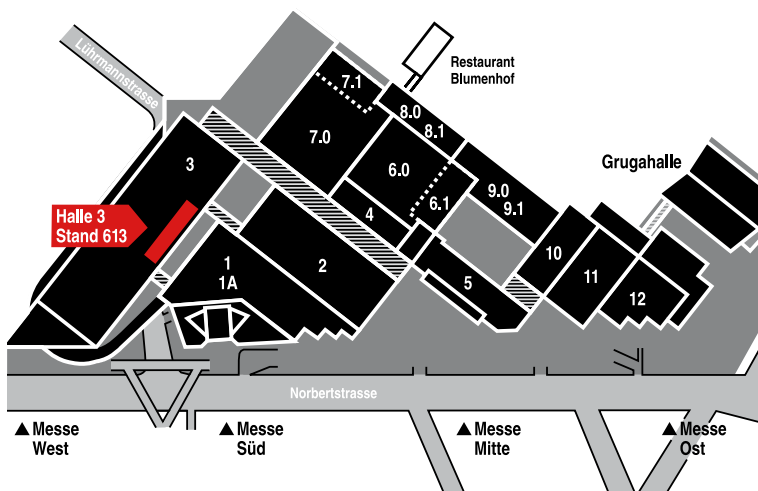 Lührmannstrasse
Restaurant
Blumenhof
7.1
8.0
8.1
7.0
3
6.0
Grugahalle
9.0
9.1
6.1
4
Halle 3
Stand 613
10
1
1A
2
11
5
12
Norbertstrasse
Messe
West
Messe
Süd
Messe
Mitte
Messe
Ost